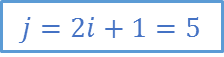 j = 2i + 1 = 5